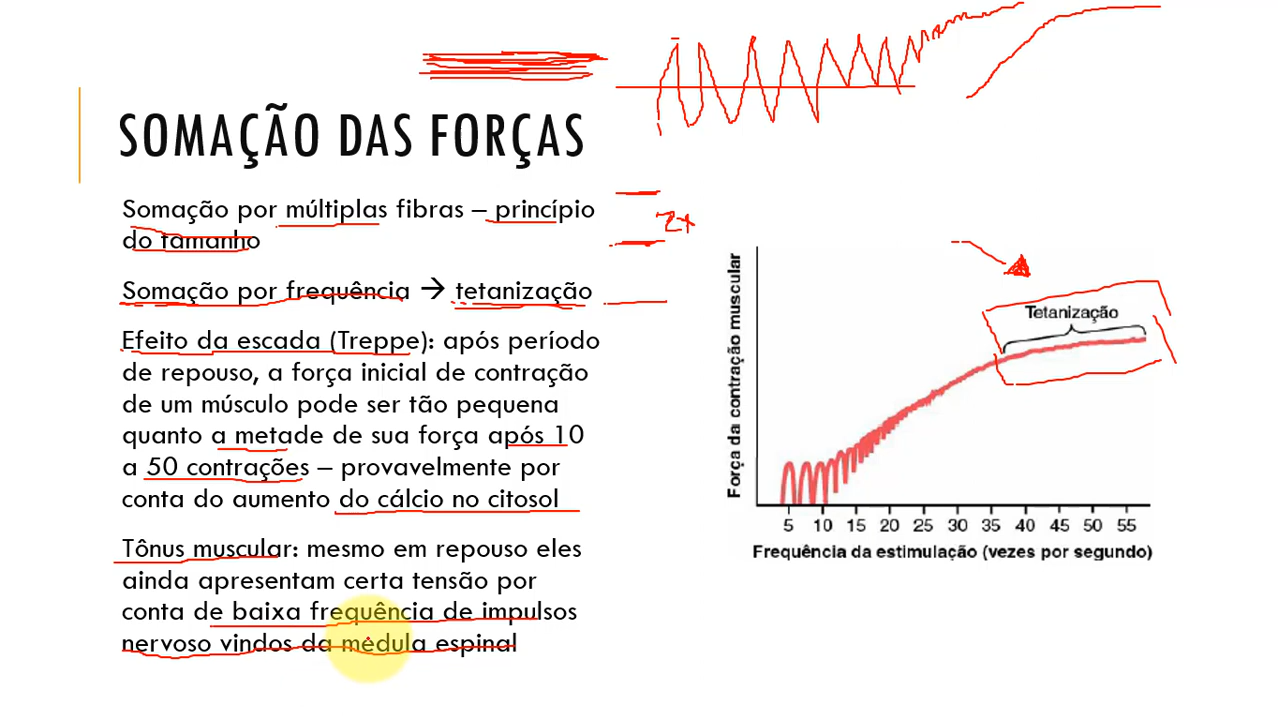 SOMAÇÃO DAS FORÇAS
Somação por múltiplas fibras – princípio
do tamanho
Somação por frequência → tetanização
Efeito da escada (Treppe): após período
de repouso, a força inicial de contração
de um músculo pode ser tão pequena
quanto a metade de sua força após 10
a 50 contrações – provavelmente por
conta do aumento do cálcio no citosol
Tônus muscular: mesmo em repouso eles
ainda apresentam certa tensão por
conta de baixa frequência de impulsos
nervoso vindos da medula espinal
2x
Força da contração muscular
Tetanização
5 10 15 20 25 30 35 40 45 50 55
Frequência da estimulação (vezes por segundo)